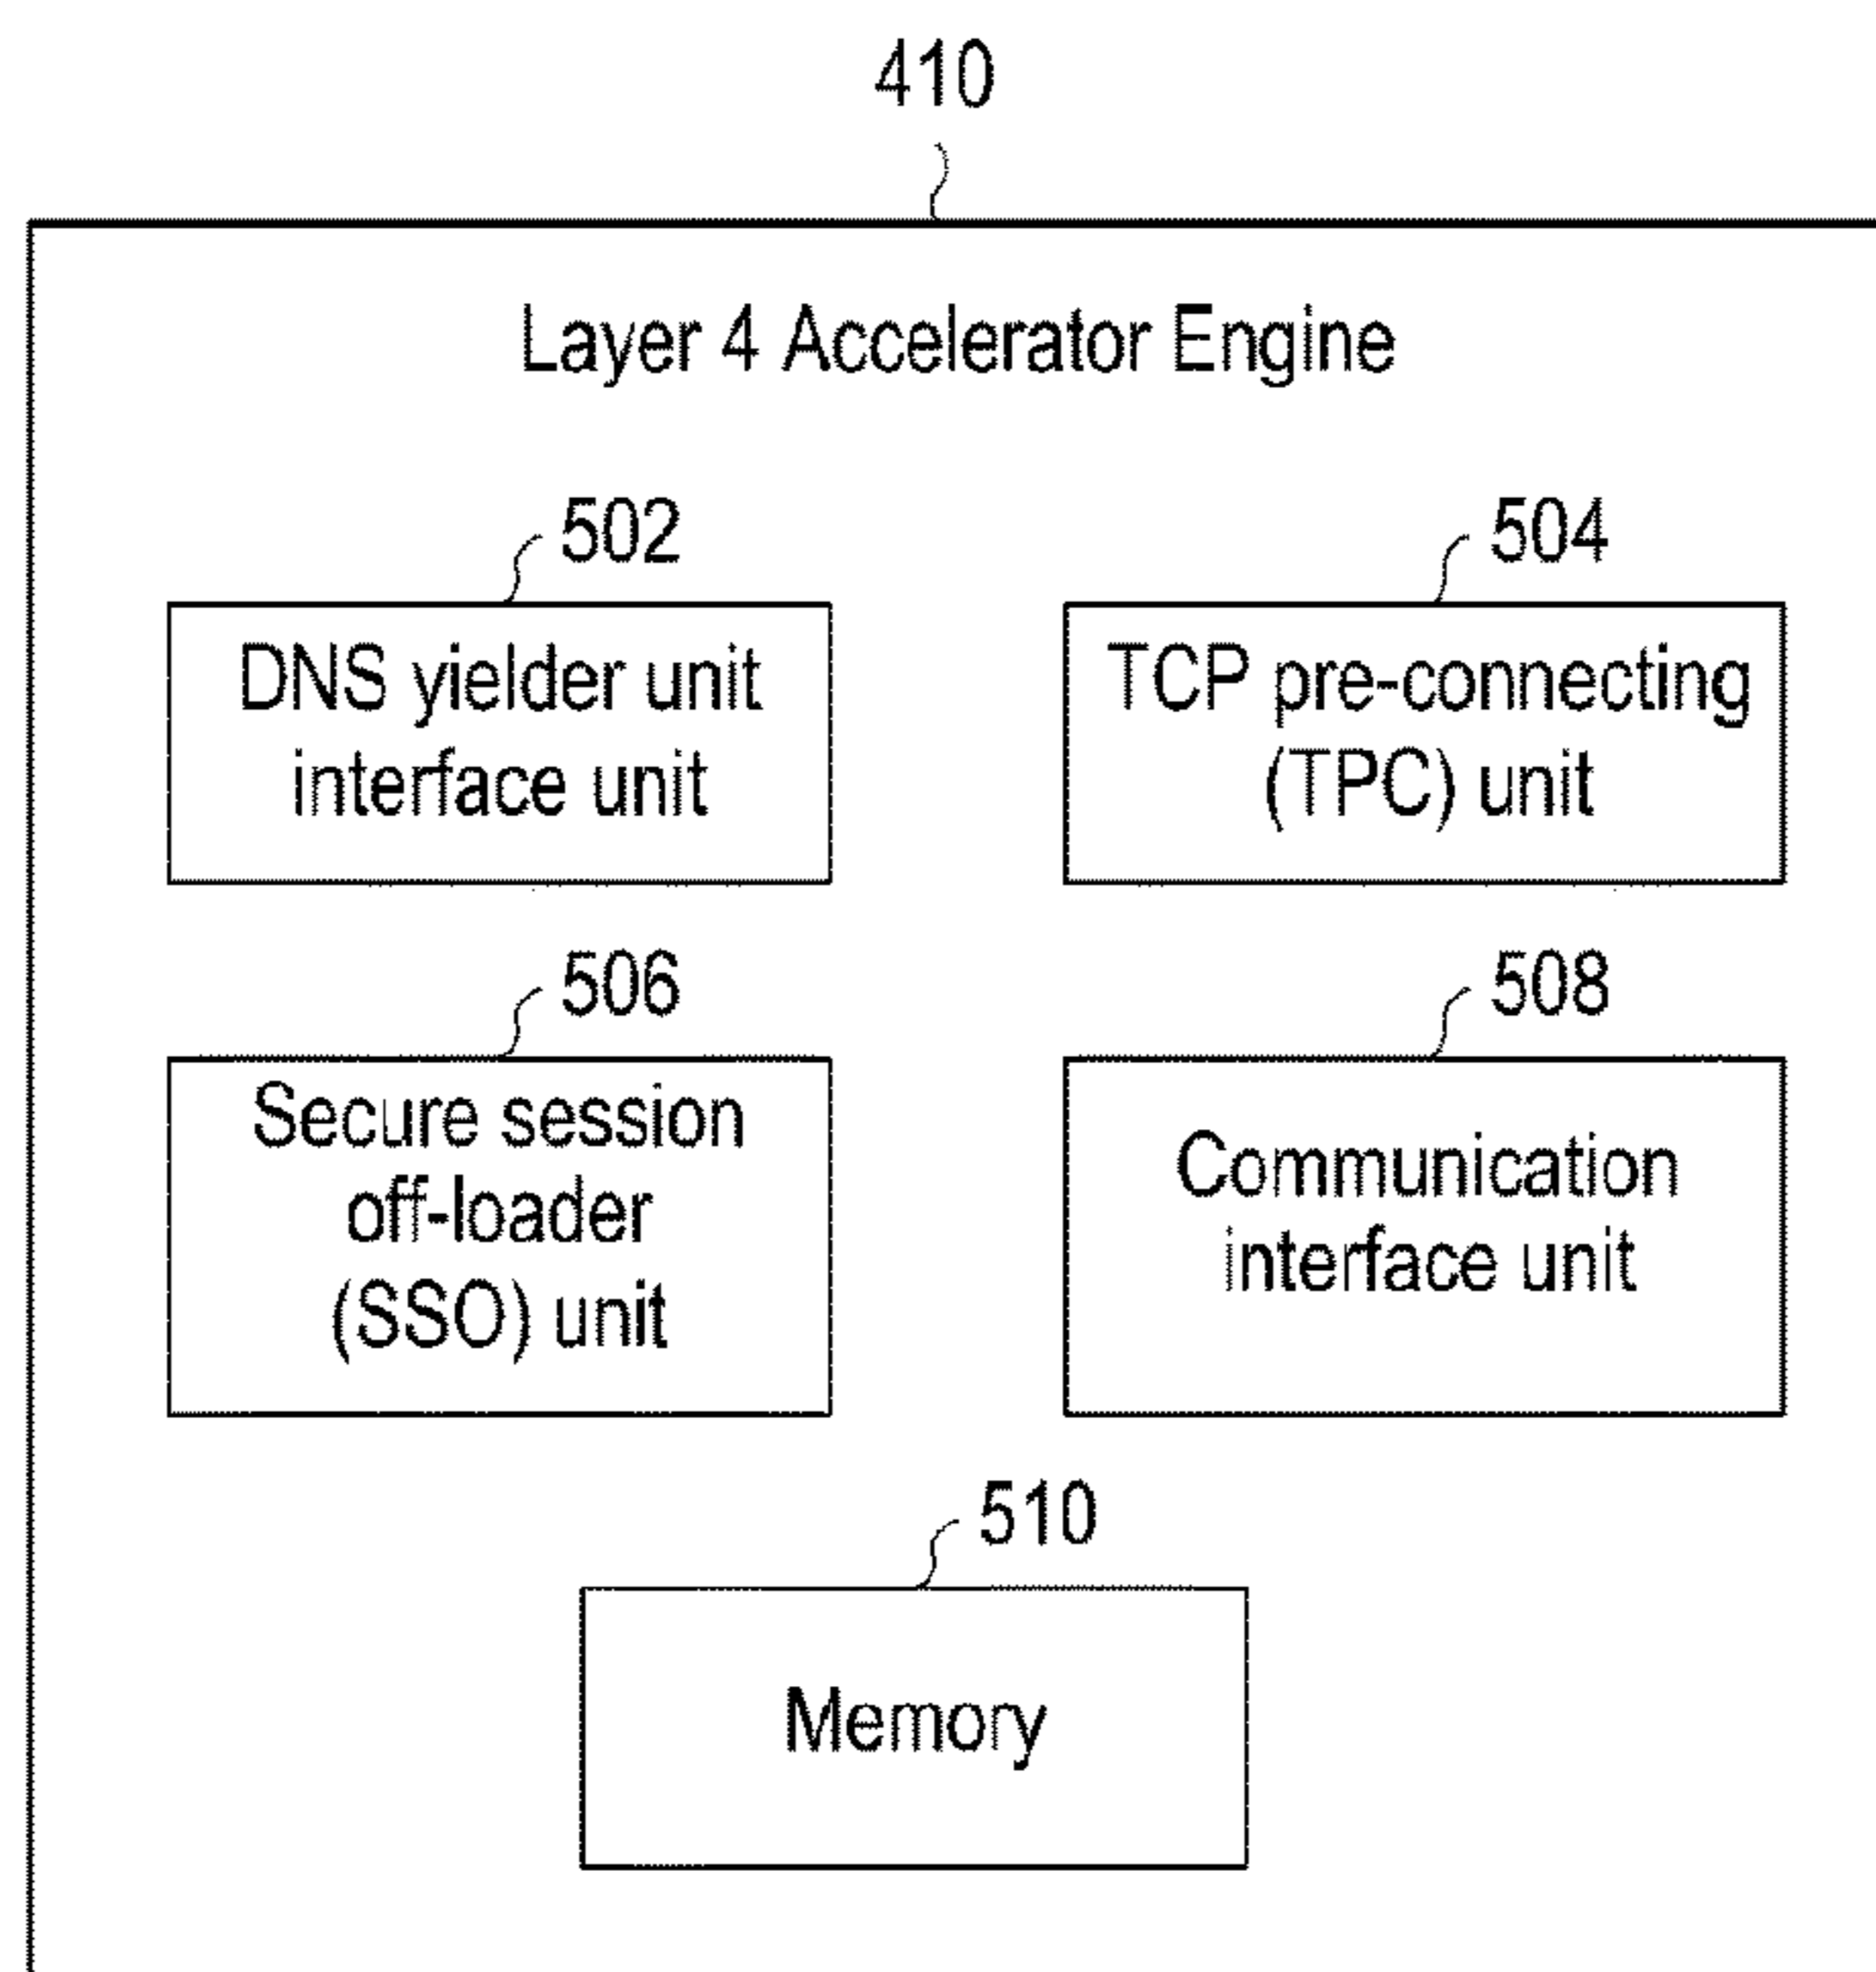 410
Layer 4 Accelerator Engine
502
DNS yielder unit
interface unit
504
TCP pre-connecting
(TPC) unit
506
Secure session
off-loader
(SSO) unit
508
Communication
interface unit
510
Memory